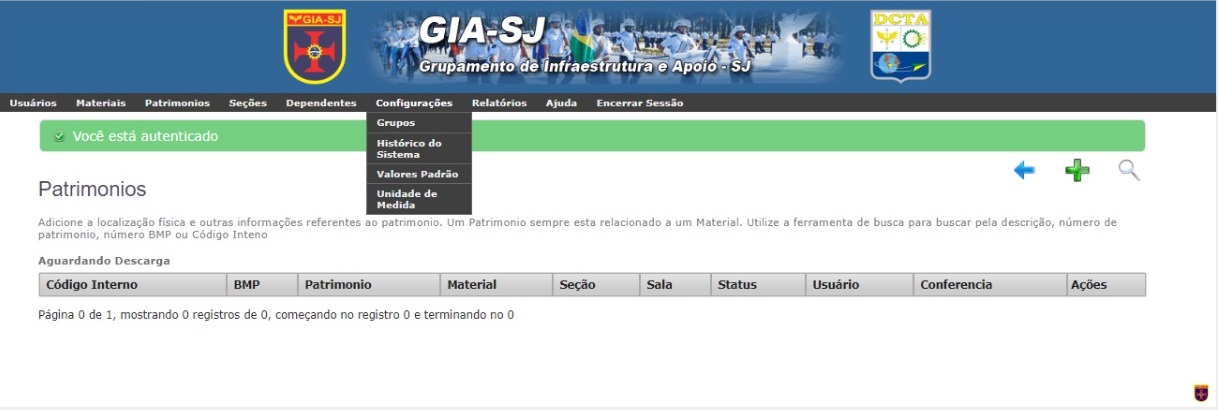 GIA-SJ
GIA-SJ
DCTA
Grupamento de Infraestrutura e Apoio - SJ
Usuários Materiais Patrimonios Seções Dependentes Configurações Relatórios Ajuda Encerrar Sessão
Grupos
Histórico do
Sistema
Valores Padrão
Unidade de
Medida
Você está autenticado
Patrimonios
Adicione a localização física e outras informações referentes ao patrimonio. Um Patrimonio sempre esta relacionado a um Material. Utilize a ferramenta de busca para buscar pela descrição, número de
patrimonio, número BMP ou Código Inteno
Aguardando Descarga
Código Interno BMP Patrimonio Material Seção Sala Status Usuário Conferencia Ações
Página 0 de 1, mostrando 0 registros de 0, começando no registro 0 e terminando no 0